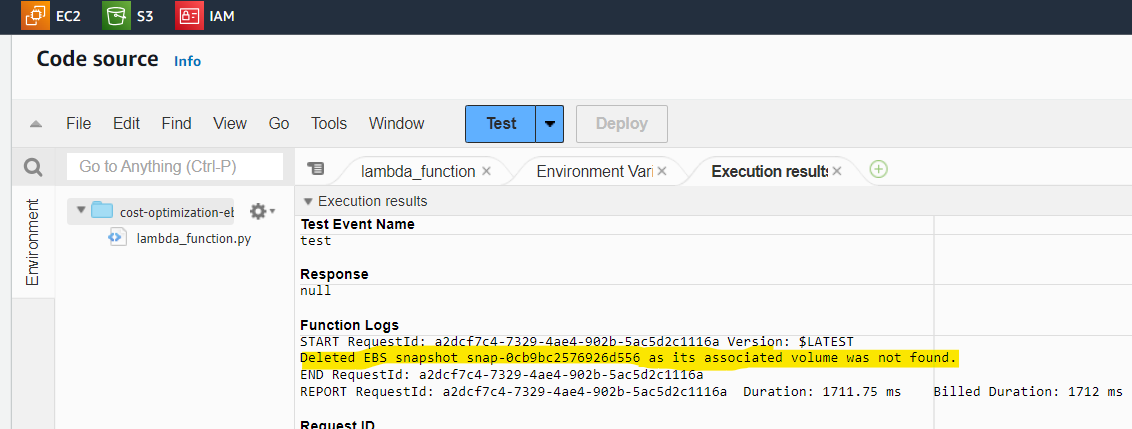 EC2 S3 IAM
Code source Info
File Edit Find View Go Tools Window Test Deploy
Go to Anything (Ctrl-P) lambda_function Environment Vari Execution results
Execution results
Environment
cost-optimization-eb
lambda_function.py
Test Event Name
test
Response
null
Function Logs
START RequestId: a2dcf7c4-7329-4ae4-902b-5ac5d2c1116a Version: $LATEST
Deleted EBS snapshot snap-0cb9bc2576926d556 as its associated volume was not found.
END RequestId: a2dcf7c4-7329-4ae4-902b-5ac5d2c1116a
REPORT RequestId: a2dcf7c4-7329-4ae4-902b-5ac5d2c1116a Duration: 1711.75 ms Billed Duration: 1712 ms
Request ID